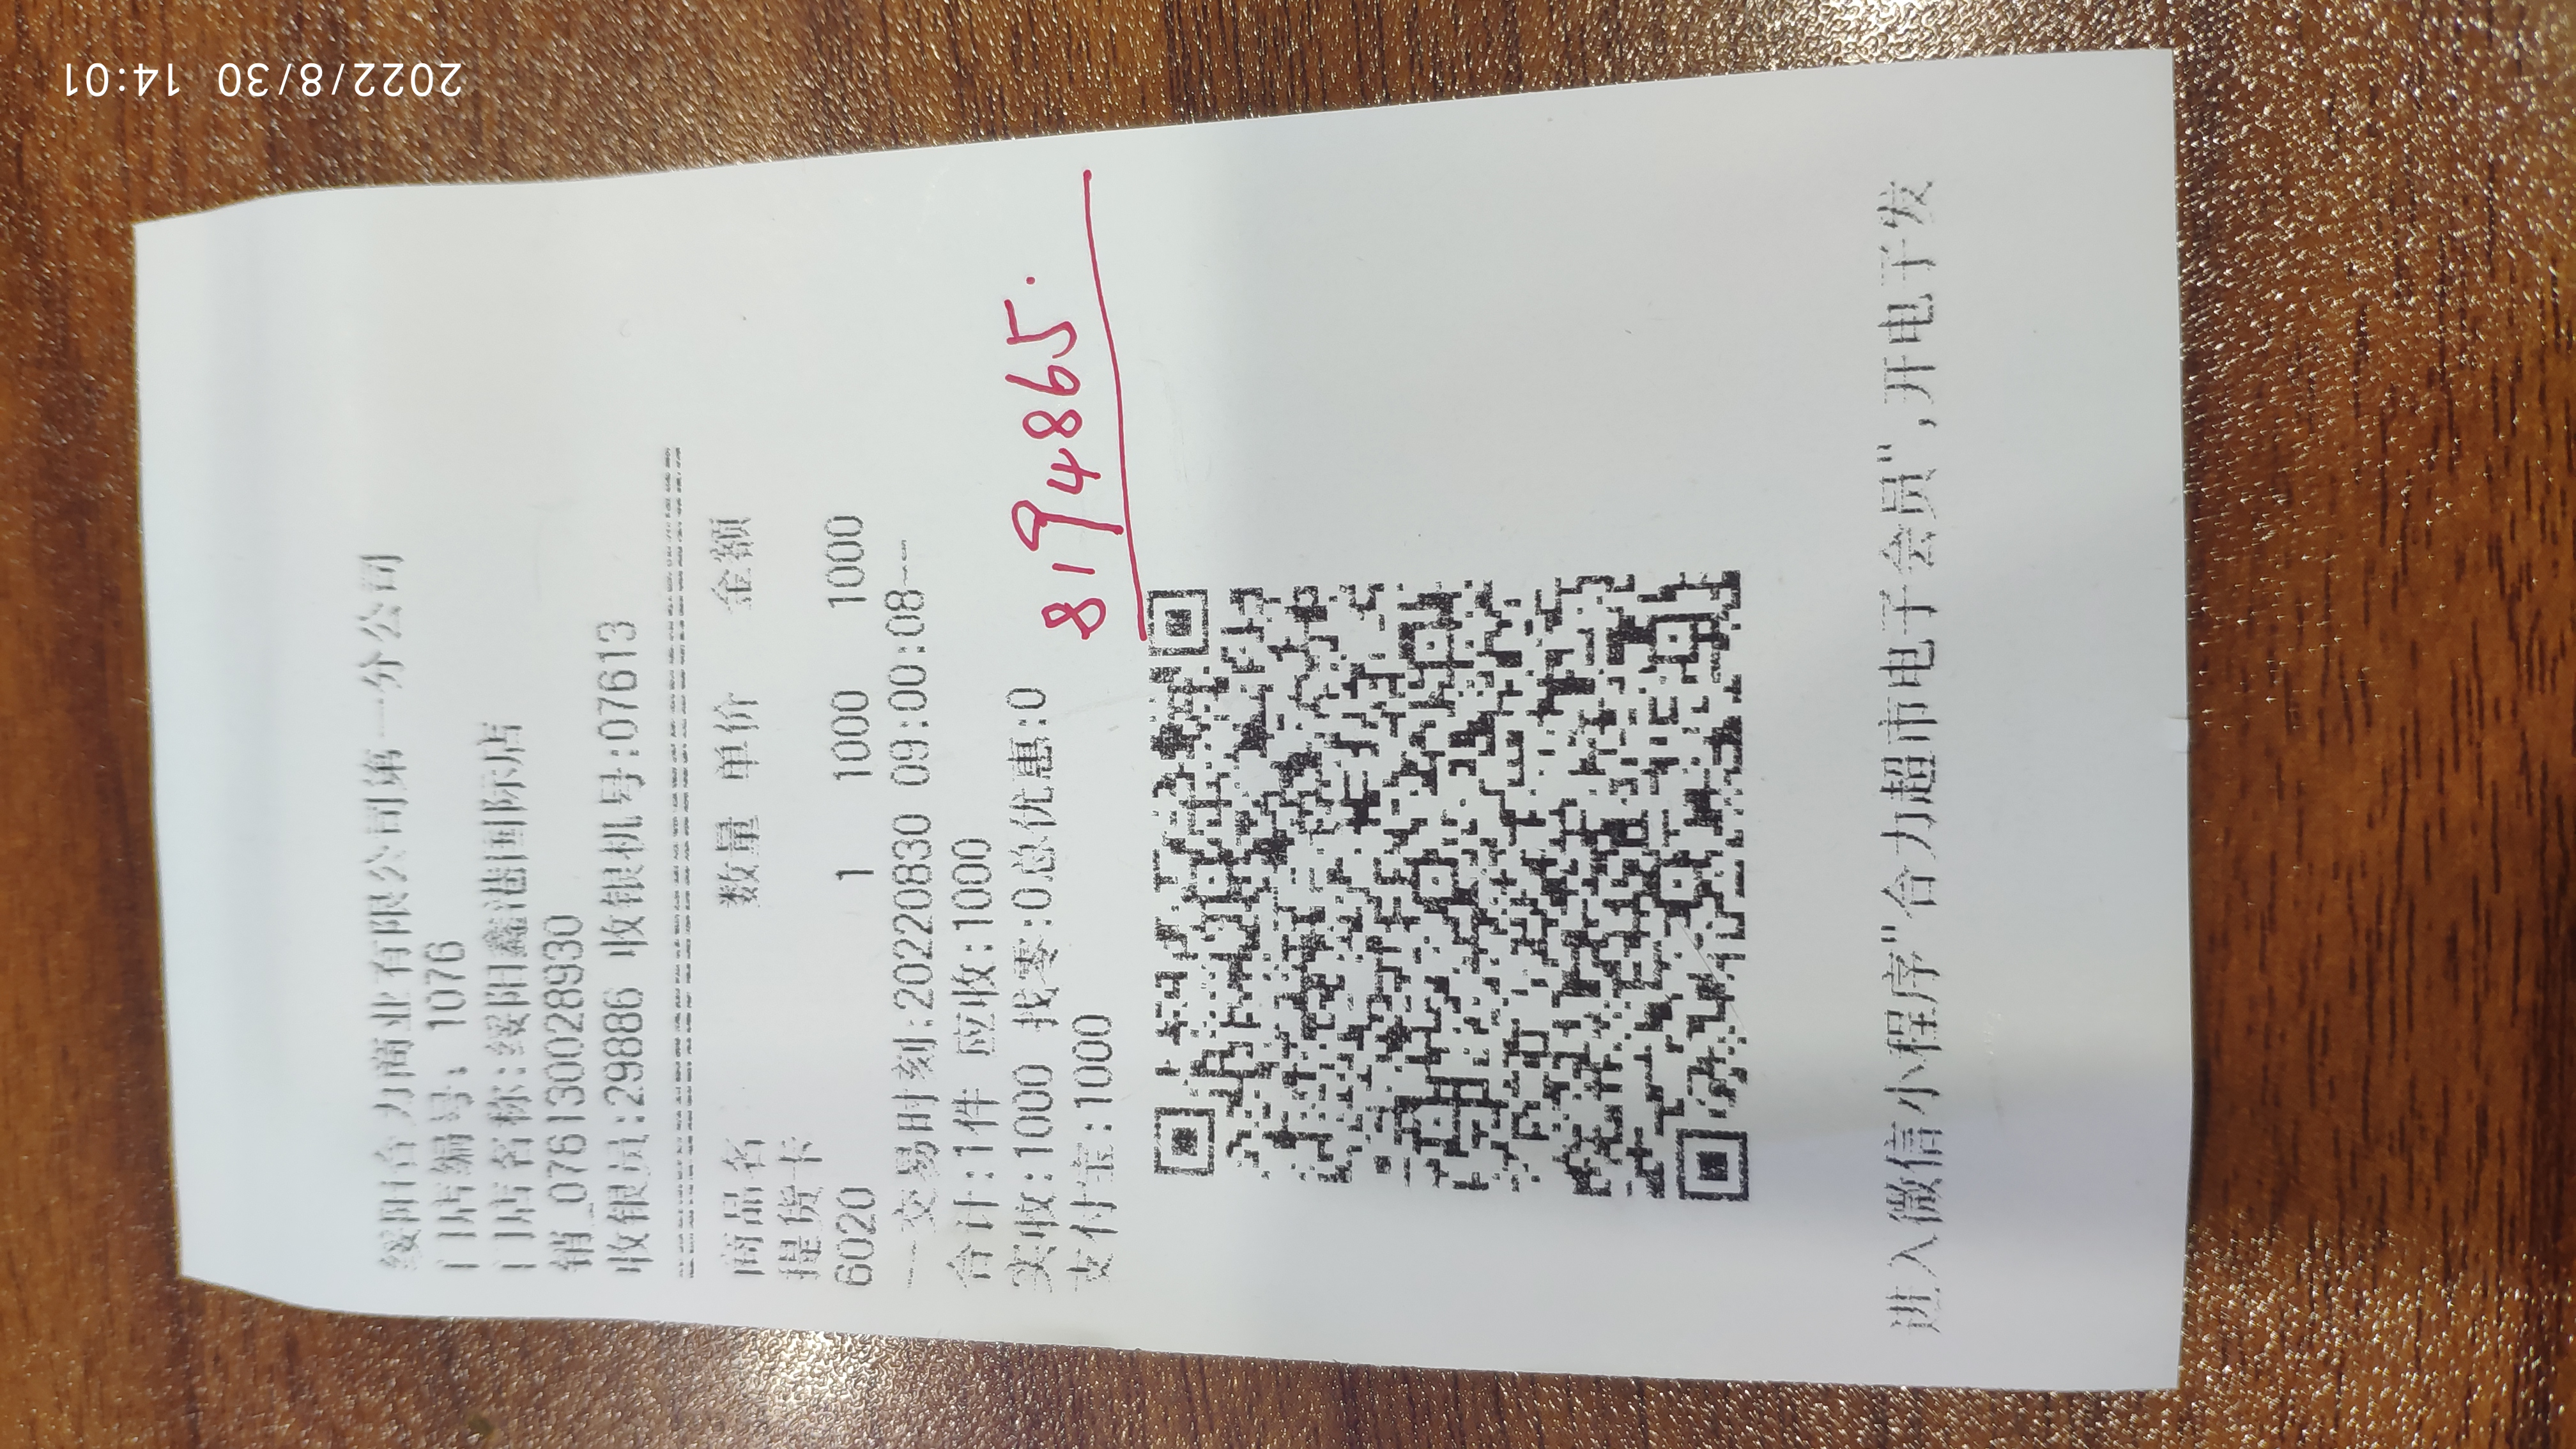 绥阳合力商业有限公司第一分公司
门店编号: 1076
门店名称:绥阳鑫港国际店
销_0761300028930
收银员:29886 收银机号:07613
商品名 数量 单价 金额
提货卡
6020 1 1000 1000
--交易时刻:20220830 09:00:08--
合计:1件 应收:1000
实收:1000 找零:0总优惠:0
支付宝:1000
8194865.
进入微信小程序"合力超市电子会员",开电子发
2022/8/30 14:01